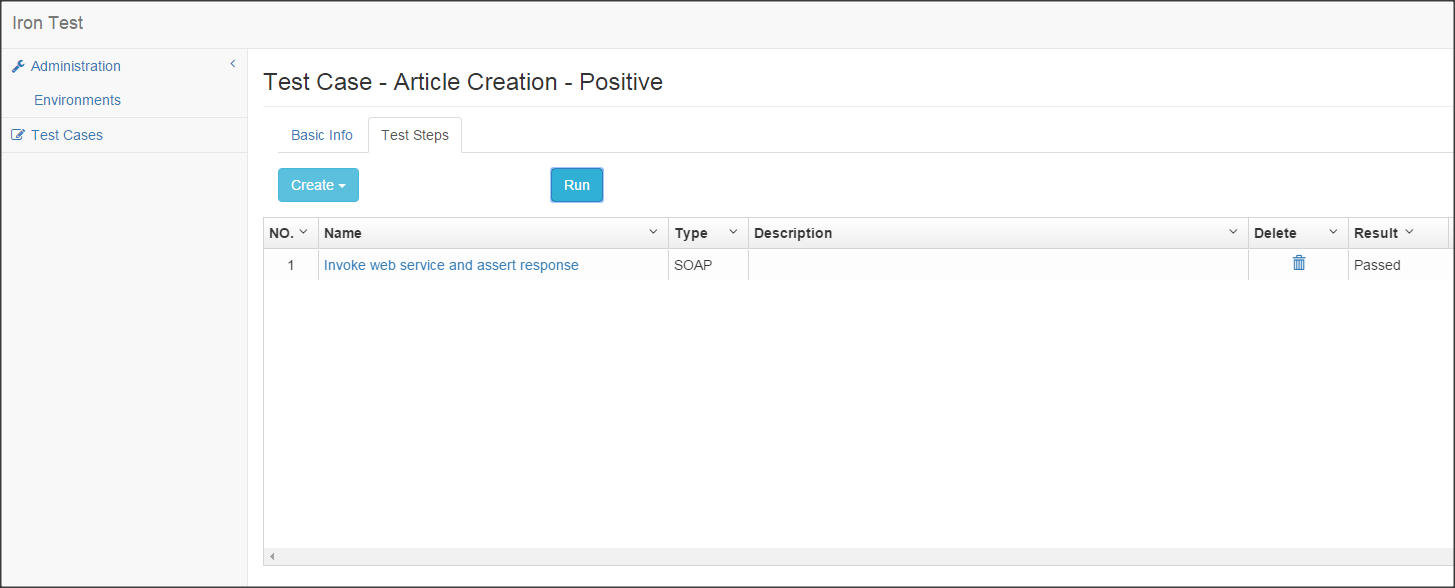 Iron Test
Administration
Environments
Test Cases
Test Case - Article Creation - Positive
Basic Info Test Steps
Create Run
NO. Name Type Description Delete Result
1 Invoke web service and assert response SOAP Passed